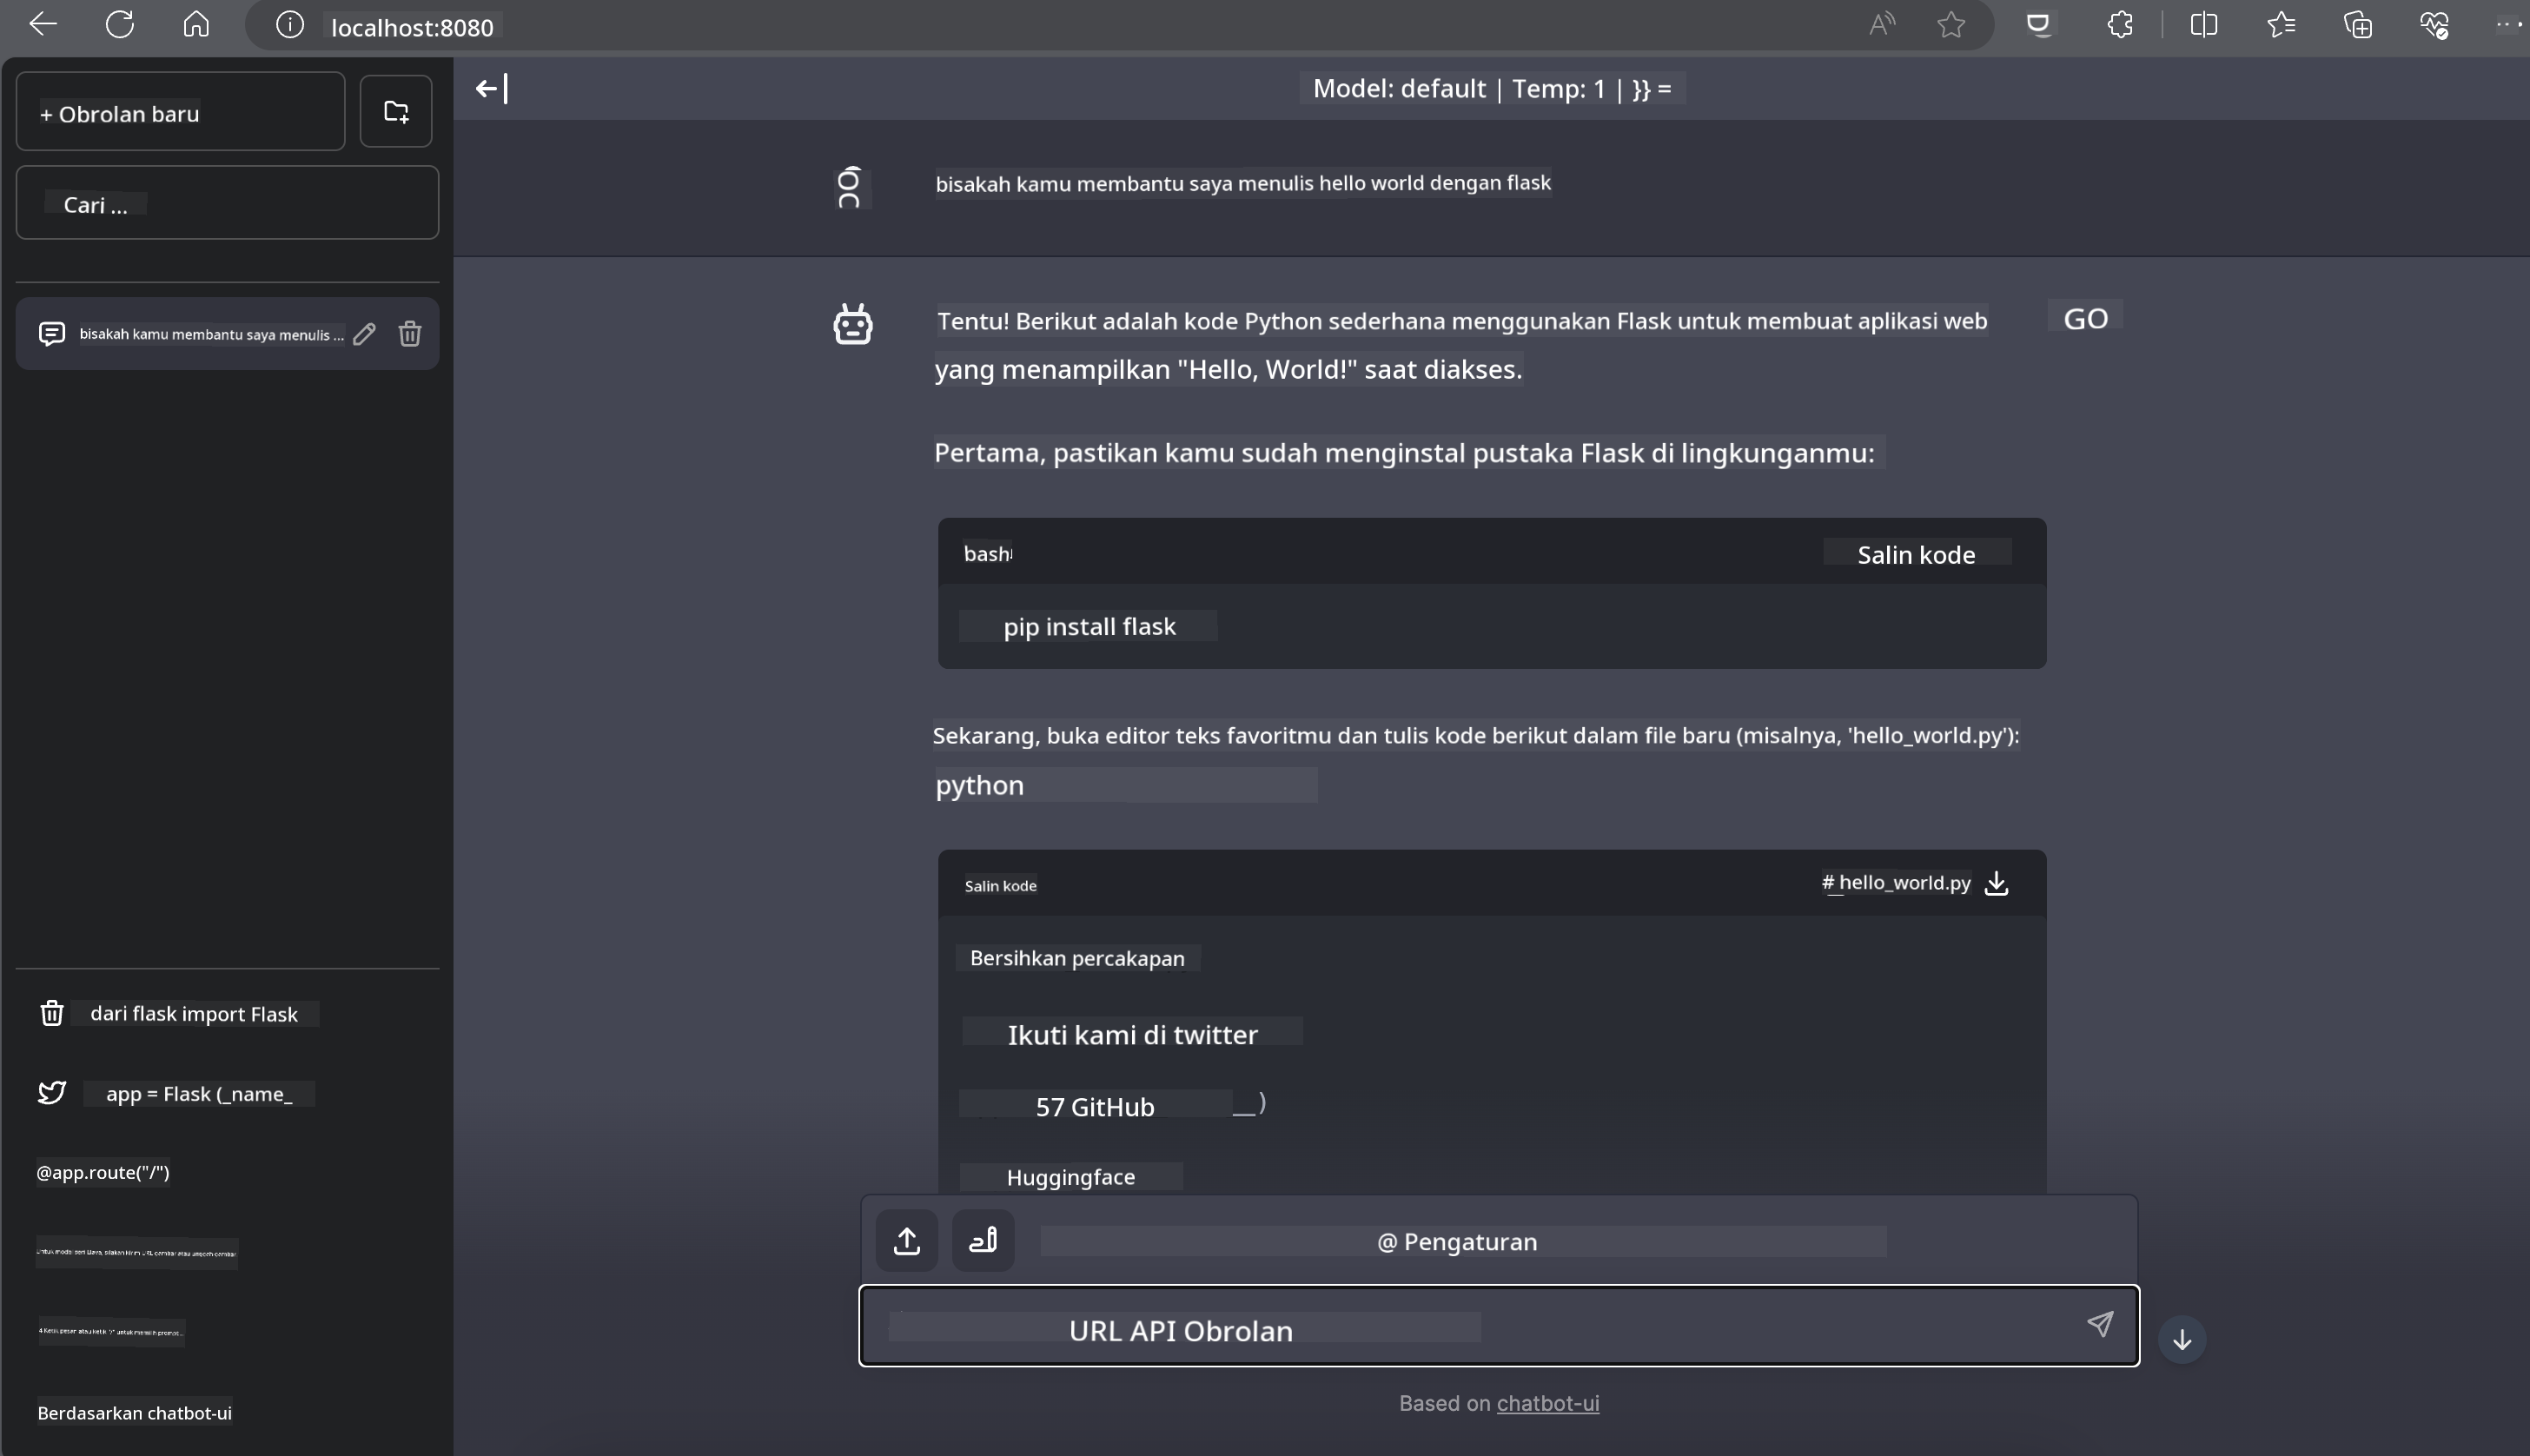 localhost:8080
+ Obrolan baru
Cari ...
bisakah kamu membantu saya menulis ...
dari flask import Flask
app = Flask (_name_
@app.route("/")
Berdasarkan chatbot-ui
Model: default | Temp: 1 | }} =
bisakah kamu membantu saya menulis hello world dengan flask
Tentu! Berikut adalah kode Python sederhana menggunakan Flask untuk membuat aplikasi web
GO
yang menampilkan "Hello, World!" saat diakses.
Pertama, pastikan kamu sudah menginstal pustaka Flask di lingkunganmu:
bash
Salin kode
pip install flask
Sekarang, buka editor teks favoritmu dan tulis kode berikut dalam file baru (misalnya, 'hello_world.py'):
python
Salin kode
# hello_world.py
Bersihkan percakapan
Ikuti kami di twitter
57 GitHub __)
Huggingface
@ Pengaturan
URL API Obrolan
Based on chatbot-ui